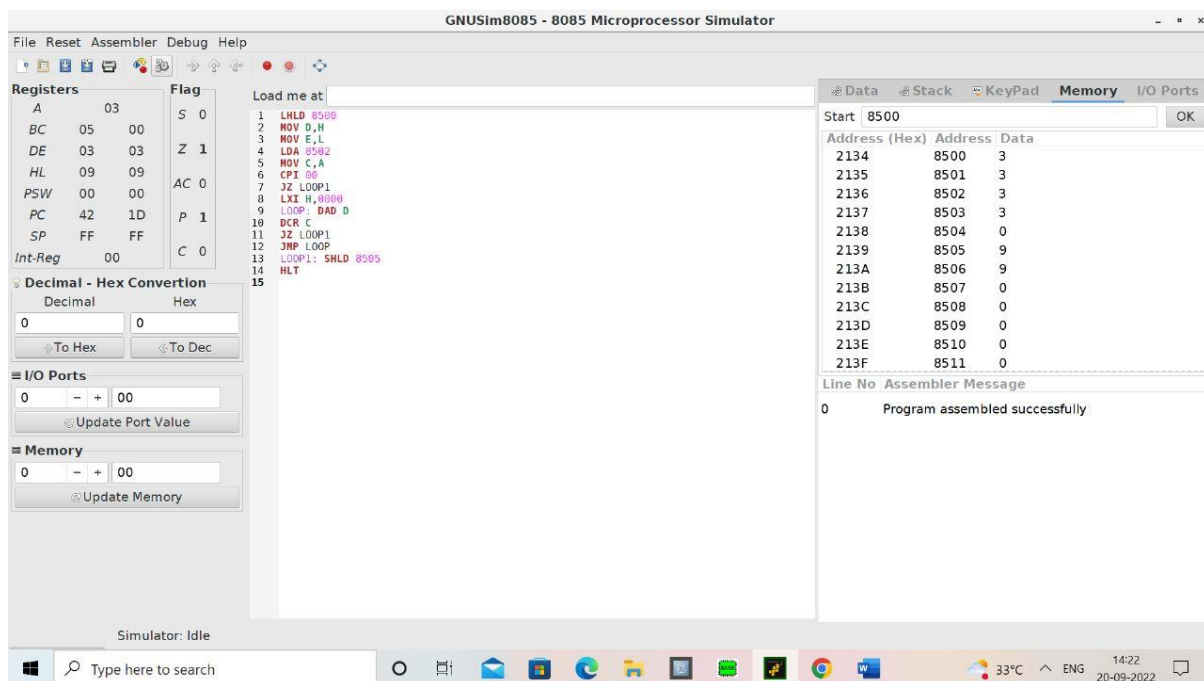 GNUSim8085 - 8085 Microprocessor Simulator
File Reset Assembler Debug Help
Registers
A 03
BC 05 00
DE 03 03
HL 09 09
PSW 00 00
PC 42 1D
SP FF FF
Int-Reg 00
Flag
S 0
Z 1
AC 0
P 1
C 0
Decimal - Hex Convertion
Decimal Hex
0 0
To Hex To Dec
I/O Ports
0 - + 00
Update Port Value
Memory
0 - + 00
Update Memory
Load me at
1 LHLD 8500
2 MOV D,H
3 MOV E,L
4 LDA 8502
5 MOV C,A
6 CPI 00
7 JZ LOOP1
8 LXI H,0000
9 LOOP: DAD D
10 DCR C
11 JZ LOOP1
12 JMP LOOP
13 LOOP1: SHLD 8505
14 HLT
15
Data Stack KeyPad Memory I/O Ports
Start 8500 OK
Address (Hex) Address Data
2134 8500 3
2135 8501 3
2136 8502 3
2137 8503 3
2138 8504 0
2139 8505 9
213A 8506 9
213B 8507 0
213C 8508 0
213D 8509 0
213E 8510 0
213F 8511 0
Line No Assembler Message
0 Program assembled successfully
Simulator: Idle
Type here to search
33°C ENG
14:22
20-09-2022